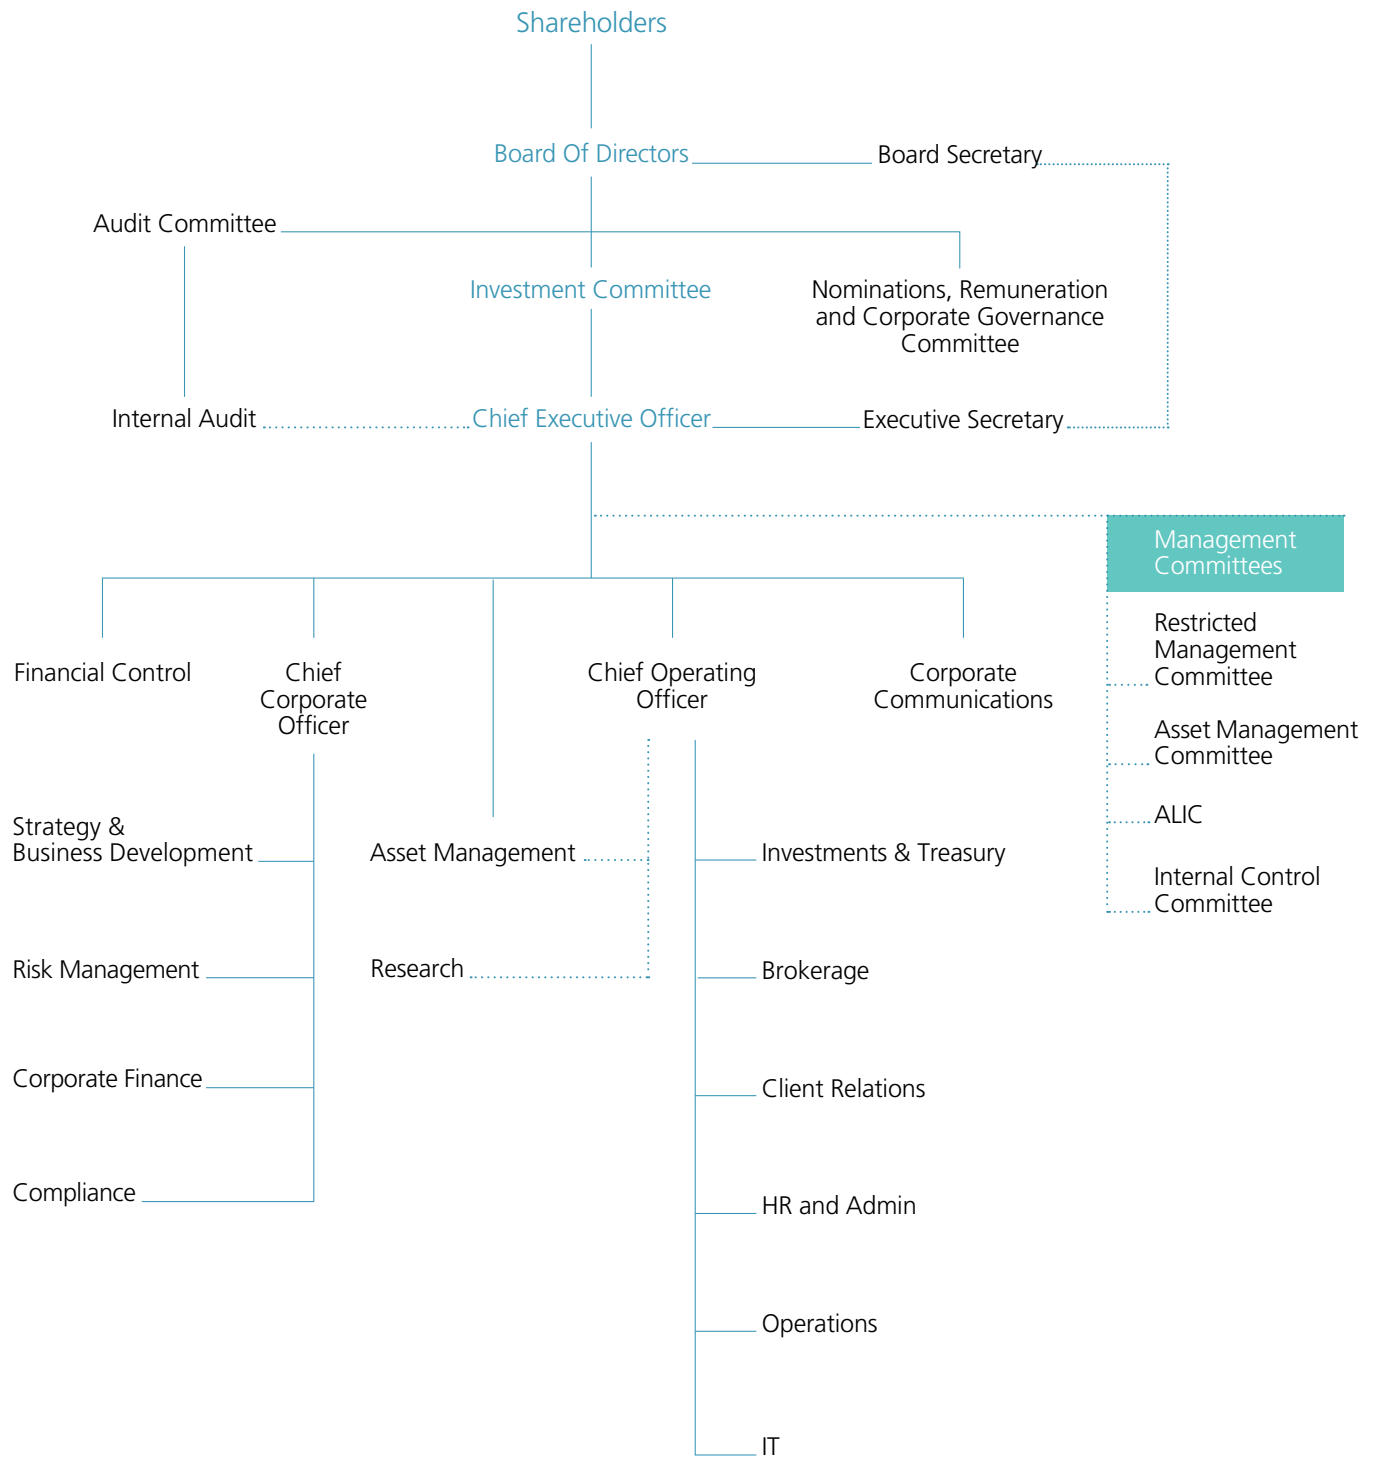 Shareholders
Board Of Directors
Board Secretary
Audit Committee
Investment Committee
Nominations, Remuneration
and Corporate Governance
Committee
Internal Audit
Chief Executive Officer
Executive Secretary
Management
Committees
Restricted
Management
Committee
Asset Management
Committee
ALIC
Internal Control
Committee
Financial Control
Chief
Corporate
Officer
Chief Operating
Officer
Corporate
Communications
Strategy &
Business Development
Risk Management
Corporate Finance
Compliance
Asset Management
Research
Investments & Treasury
Brokerage
Client Relations
HR and Admin
Operations
IT